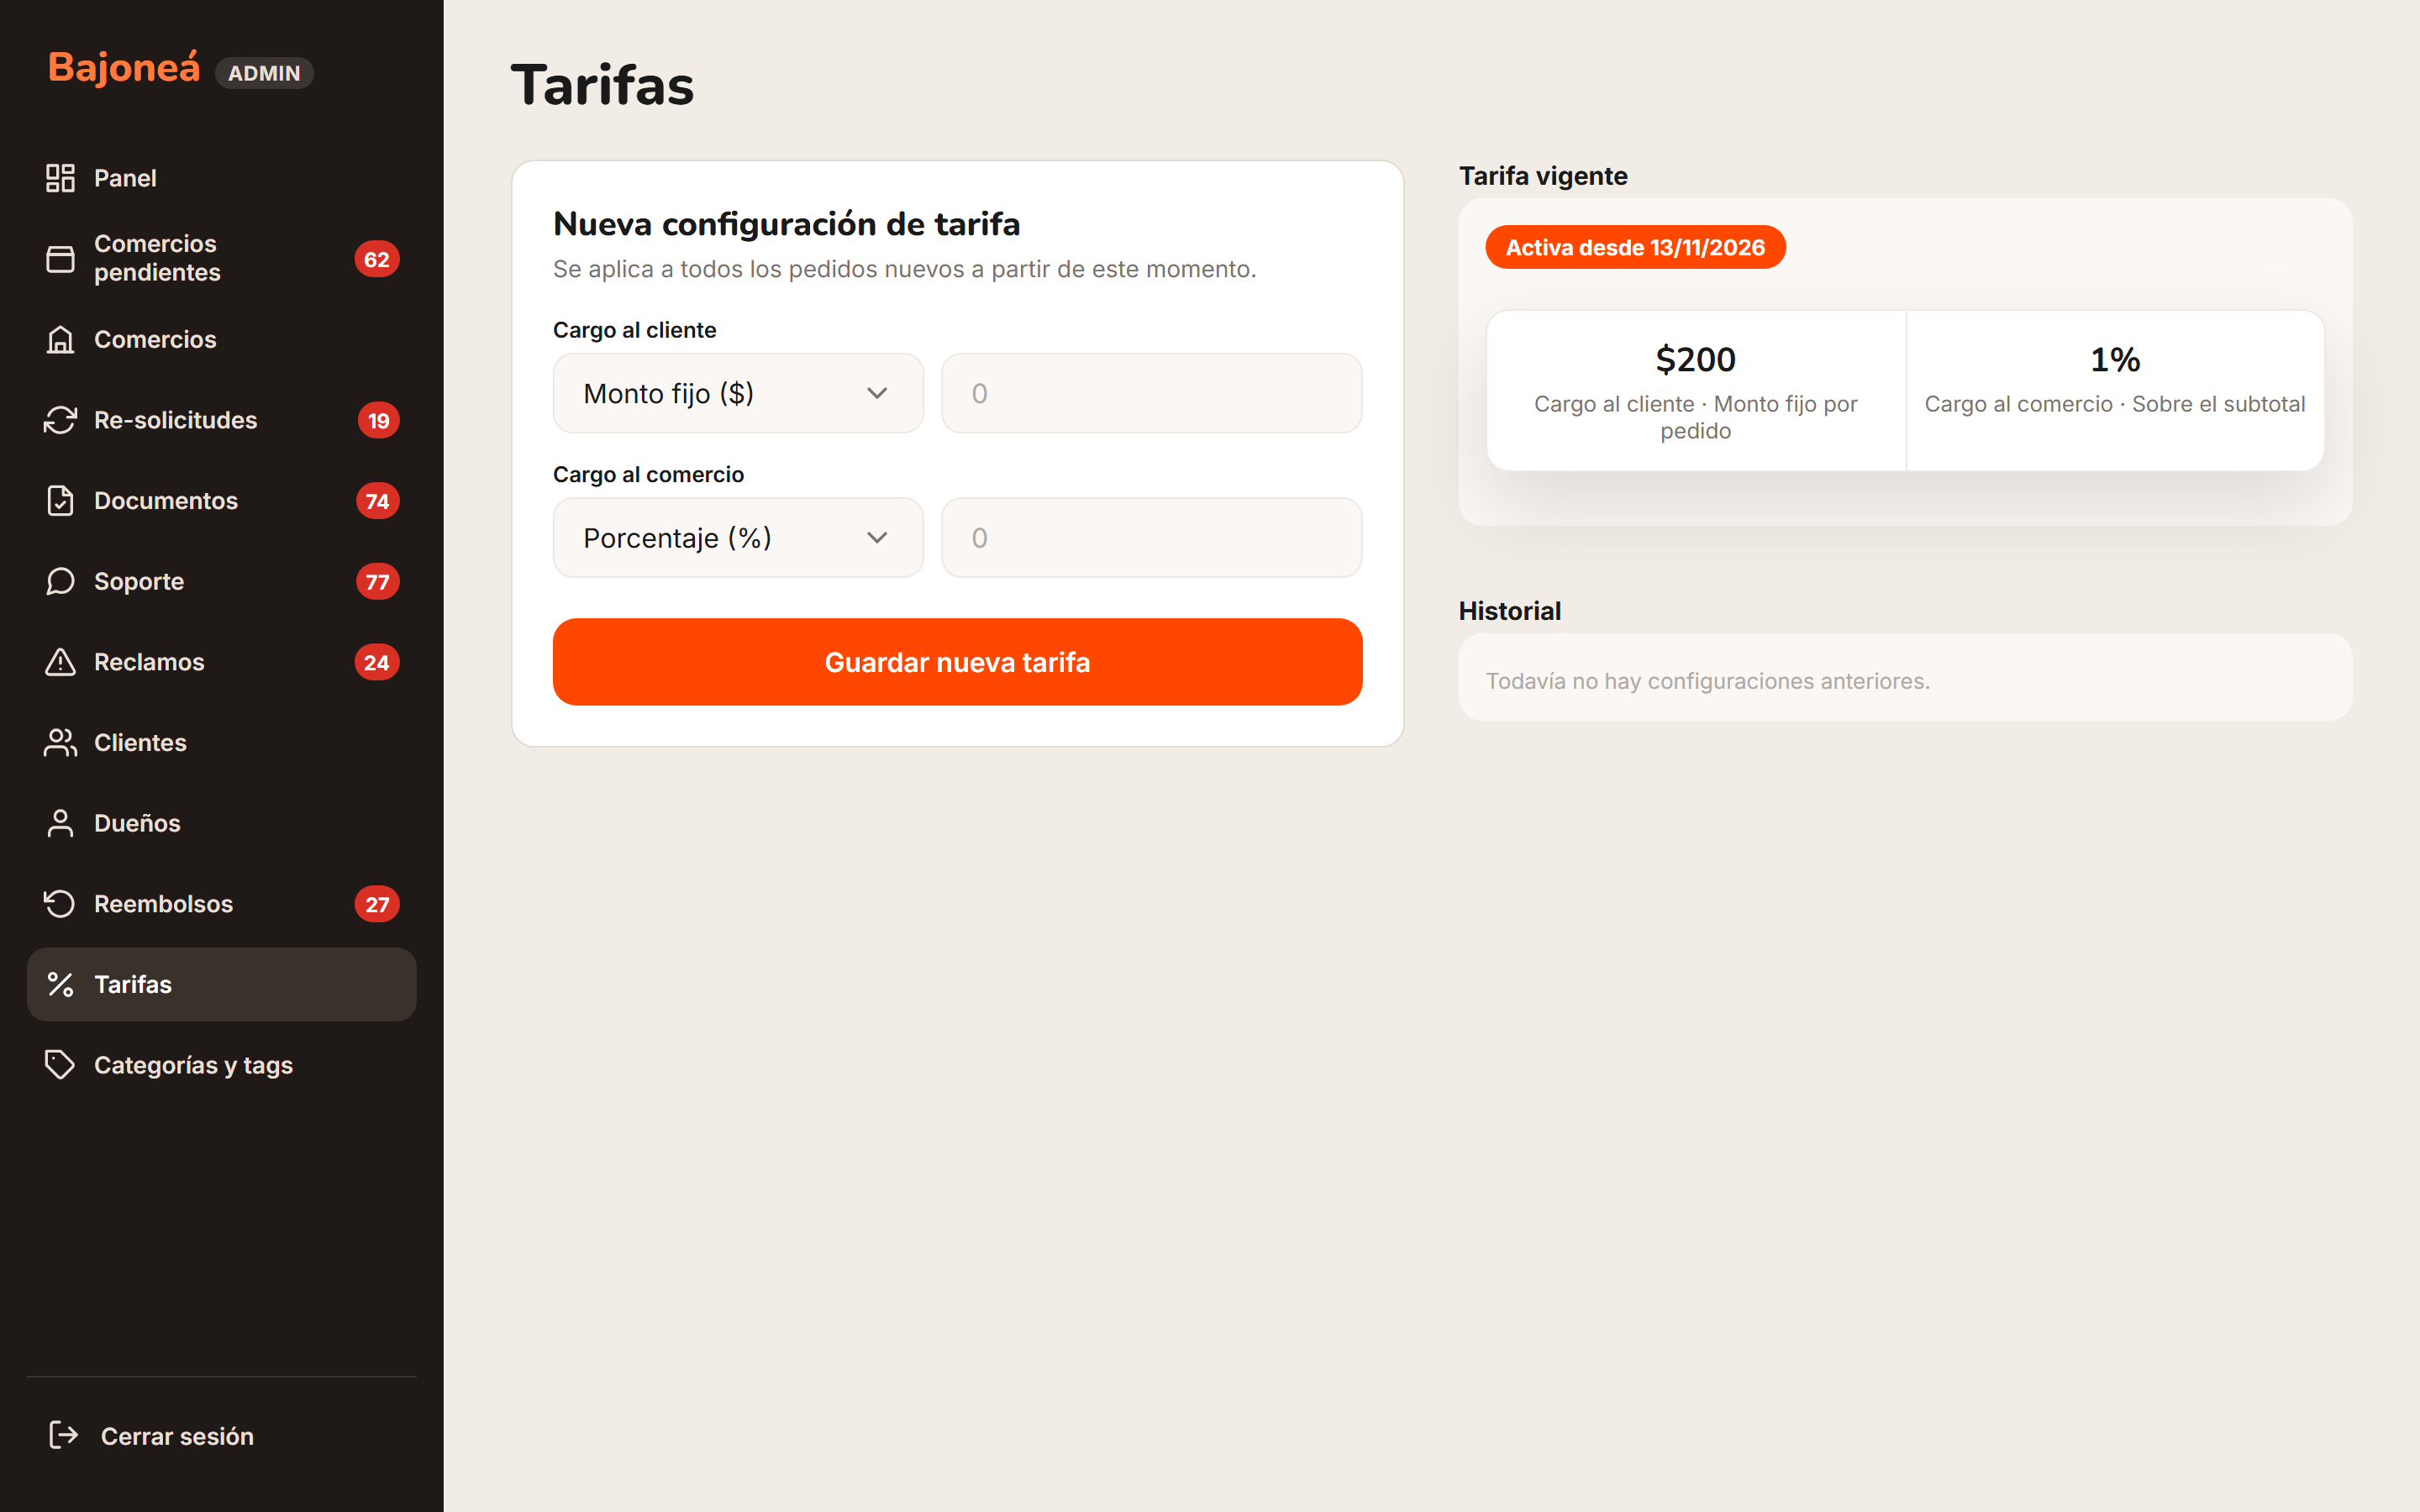 Bajoneá ADMIN
Panel
Comercios
pendientes
62
Comercios
Re-solicitudes 19
Documentos 74
Soporte 77
Reclamos 24
Clientes
Dueños
Reembolsos 27
Tarifas
Categorías y tags
Cerrar sesión
Tarifas
Nueva configuración de tarifa
Se aplica a todos los pedidos nuevos a partir de este momento.
Cargo al cliente
Monto fijo ($) 0
Cargo al comercio
Porcentaje (%) 0
Guardar nueva tarifa
Tarifa vigente
Activa desde 13/11/2026
$200
Cargo al cliente · Monto fijo por
pedido
1%
Cargo al comercio · Sobre el subtotal
Historial
Todavía no hay configuraciones anteriores.